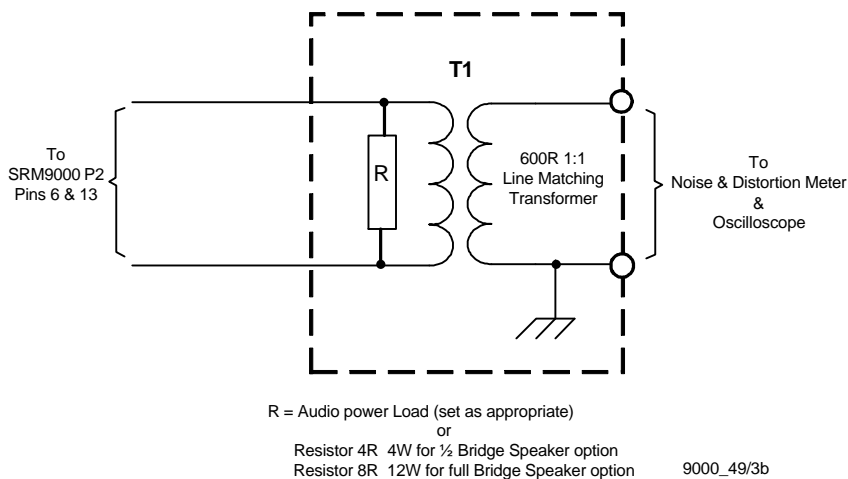 T1
To
SRM9000 P2
Pins 6 & 13
R
600R 1:1
Line Matching
Transformer
To
Noise & Distortion Meter
&
Oscilloscope
R = Audio power Load (set as appropriate)
or
Resistor 4R 4W for ½ Bridge Speaker option
Resistor 8R 12W for full Bridge Speaker option
9000_49/3b